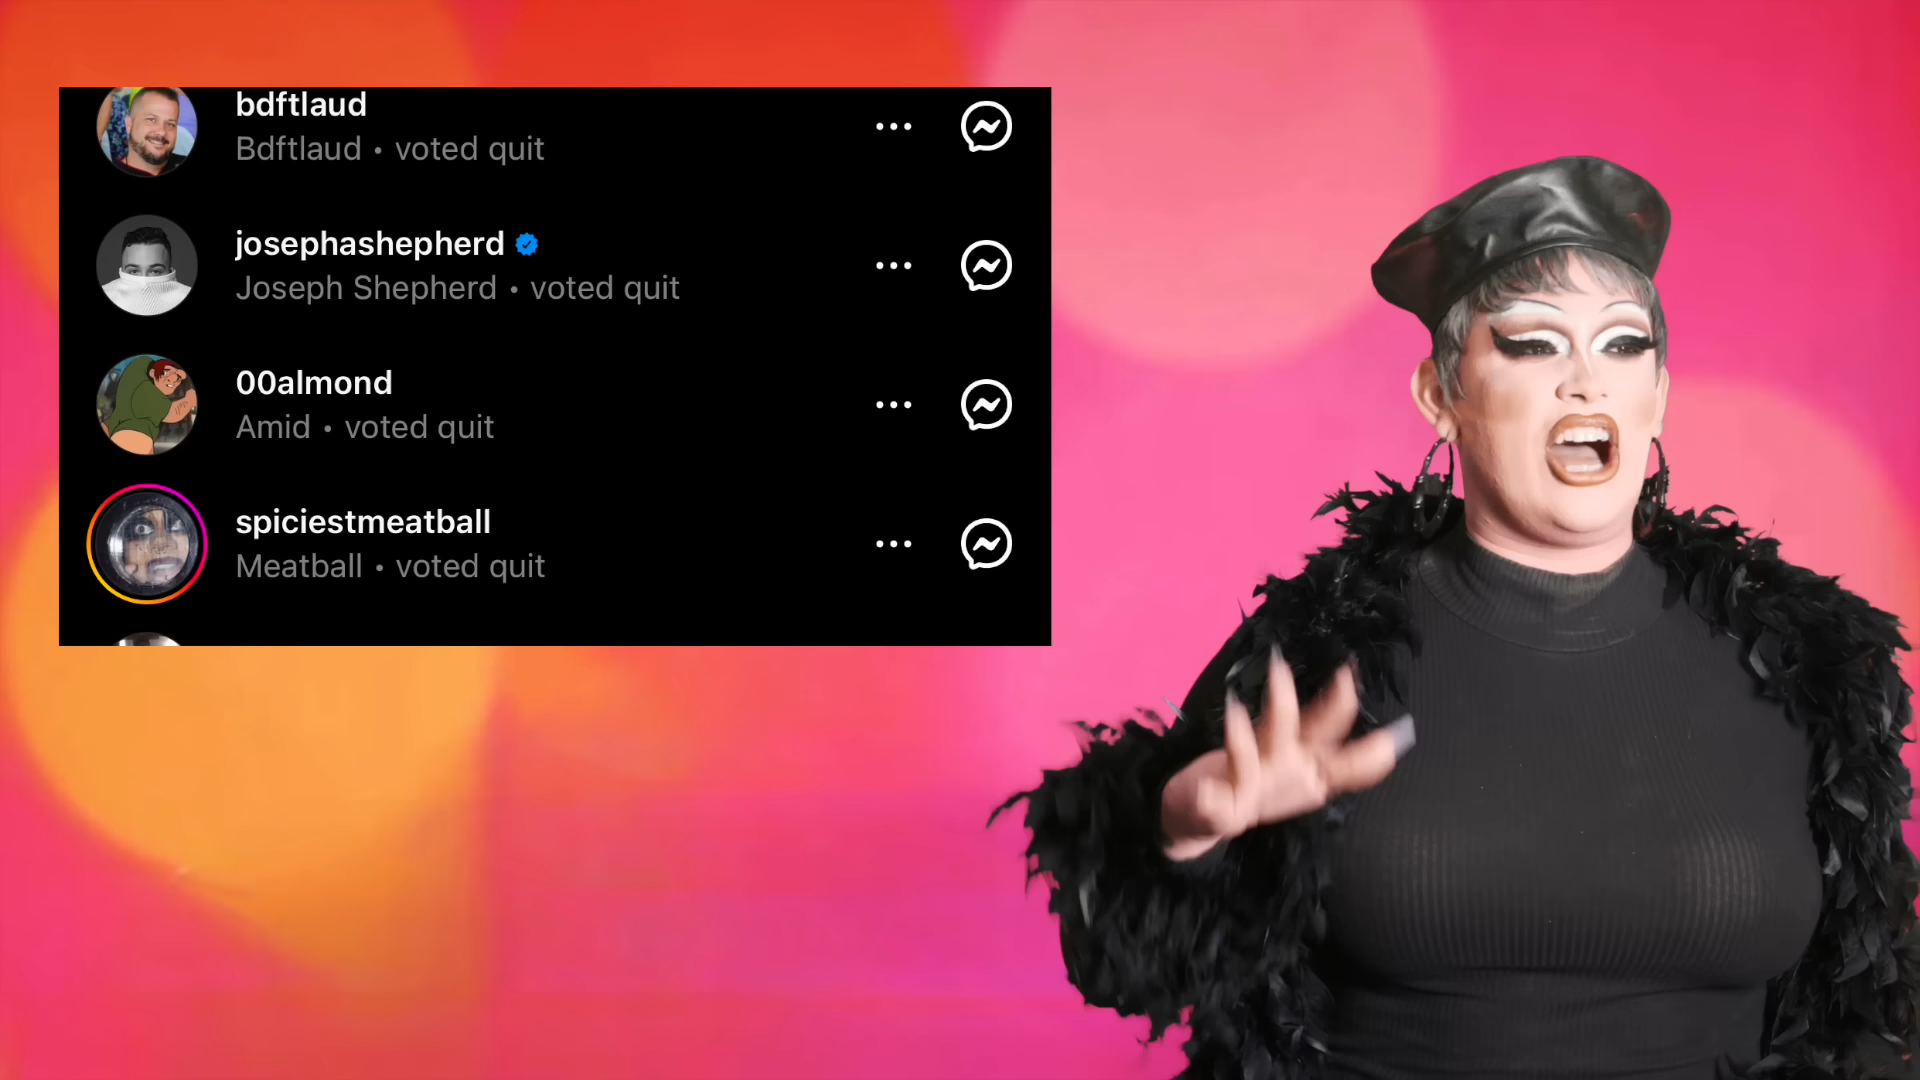 bdftlaud
Bdftlaud • voted quit
josephashepherd
Joseph Shepherd • voted quit
00almond
Amid • voted quit
spiciestmeatball
Meatball • voted quit